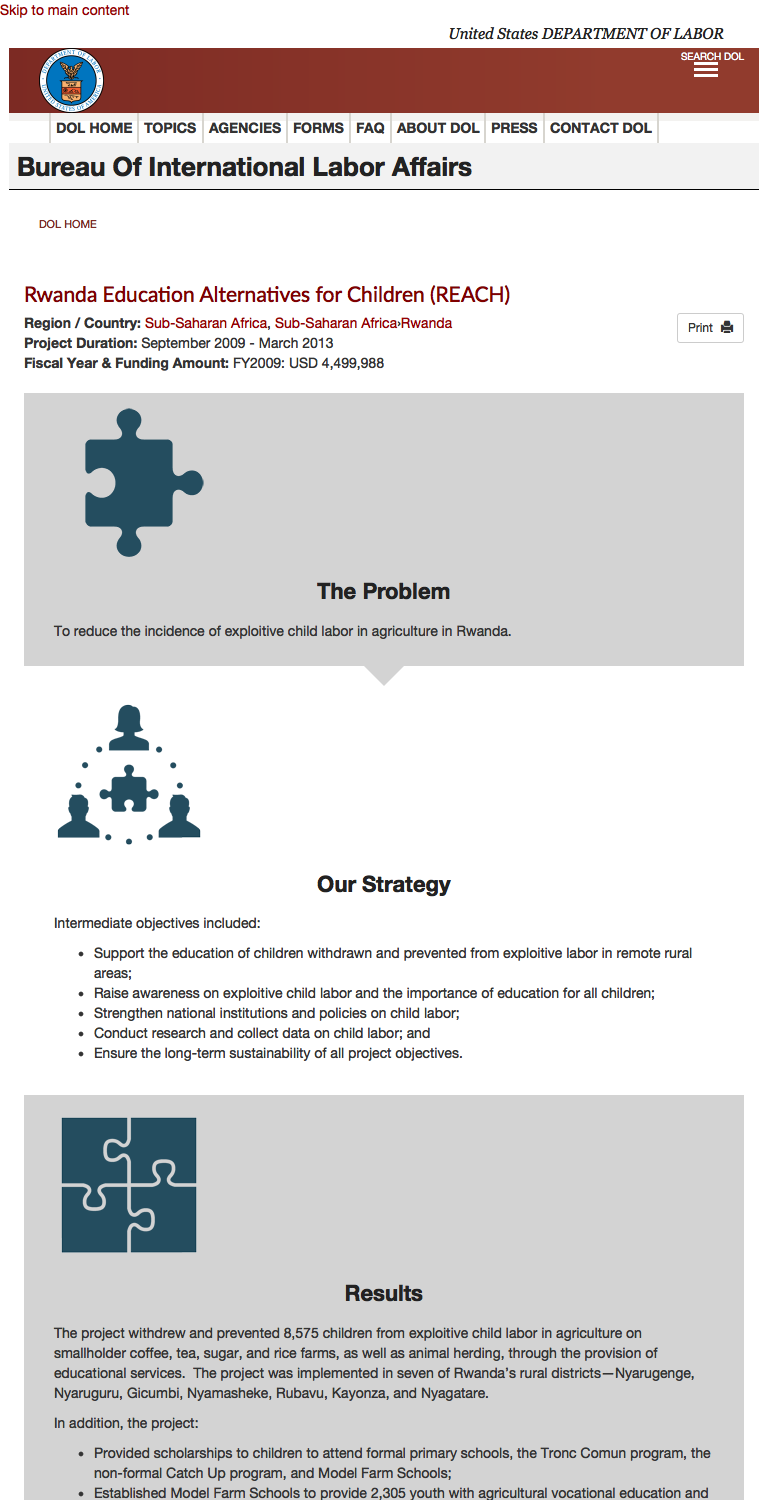 Skip to main content
United States DEPARTMENT OF LABOR
SEARCH DOL
DOL HOME TOPICS AGENCIES FORMS FAQ ABOUT DOL PRESS CONTACT DOL
Bureau Of International Labor Affairs
DOL HOME
Rwanda Education Alternatives for Children (REACH)
Region / Country: Sub-Saharan Africa, Sub-Saharan Africa›Rwanda
Print
Project Duration: September 2009 - March 2013
Fiscal Year & Funding Amount: FY2009: USD 4,499,988
The Problem
To reduce the incidence of exploitive child labor in agriculture in Rwanda.
Our Strategy
Intermediate objectives included:
• Support the education of children withdrawn and prevented from exploitive labor in remote rural
areas;
• Raise awareness on exploitive child labor and the importance of education for all children;
• Strengthen national institutions and policies on child labor;
• Conduct research and collect data on child labor; and
• Ensure the long-term sustainability of all project objectives.
Results
The project withdrew and prevented 8,575 children from exploitive child labor in agriculture on
smallholder coffee, tea, sugar, and rice farms, as well as animal herding, through the provision of
educational services.  The project was implemented in seven of Rwanda’s rural districts—Nyarugenge,
Nyaruguru, Gicumbi, Nyamasheke, Rubavu, Kayonza, and Nyagatare.
In addition, the project:
• Provided scholarships to children to attend formal primary schools, the Tronc Comun program, the
non-formal Catch Up program, and Model Farm Schools;
• Established Model Farm Schools to provide 2,305 youth with agricultural vocational education and